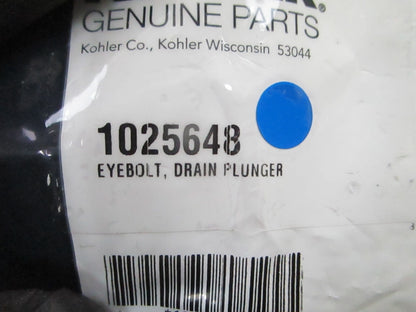 GENUINE PARTS
Kohler Co., Kohler Wisconsin 53044
1025648
EYEBOLT, DRAIN PLUNGER